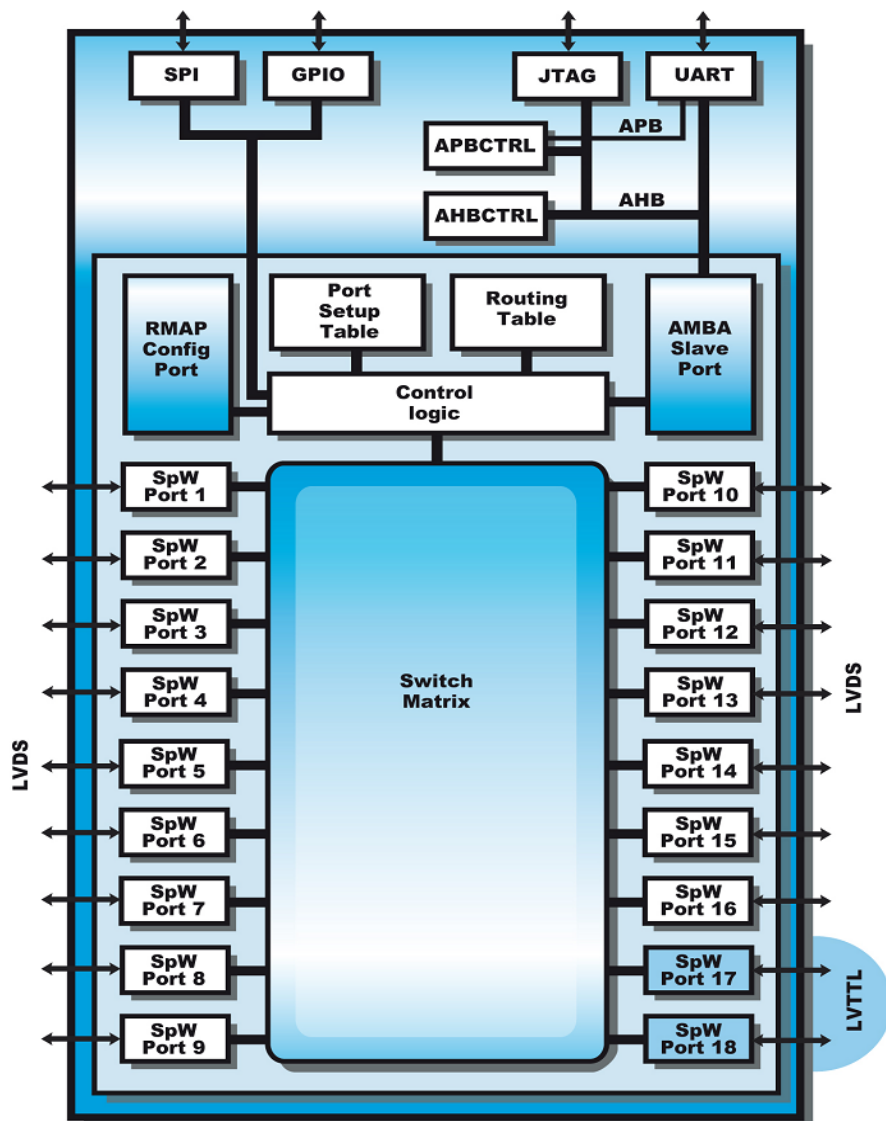 SPI
GPIO
JTAG
UART
APB
APBCTRL
AHB
AHBCTRL
RMAP
Config
Port
Port
Setup
Table
Routing
Table
AMBA
Slave
Port
Control
logic
SpW
Port 1
SpW
Port 2
SpW
Port 3
SpW
Port 4
SpW
Port 5
SpW
Port 6
SpW
Port 7
SpW
Port 8
SpW
Port 9
LVDS
Switch
Matrix
SpW
Port 10
SpW
Port 11
SpW
Port 12
SpW
Port 13
SpW
Port 14
SpW
Port 15
SpW
Port 16
SpW
Port 17
SpW
Port 18
LVDS
LVTTL